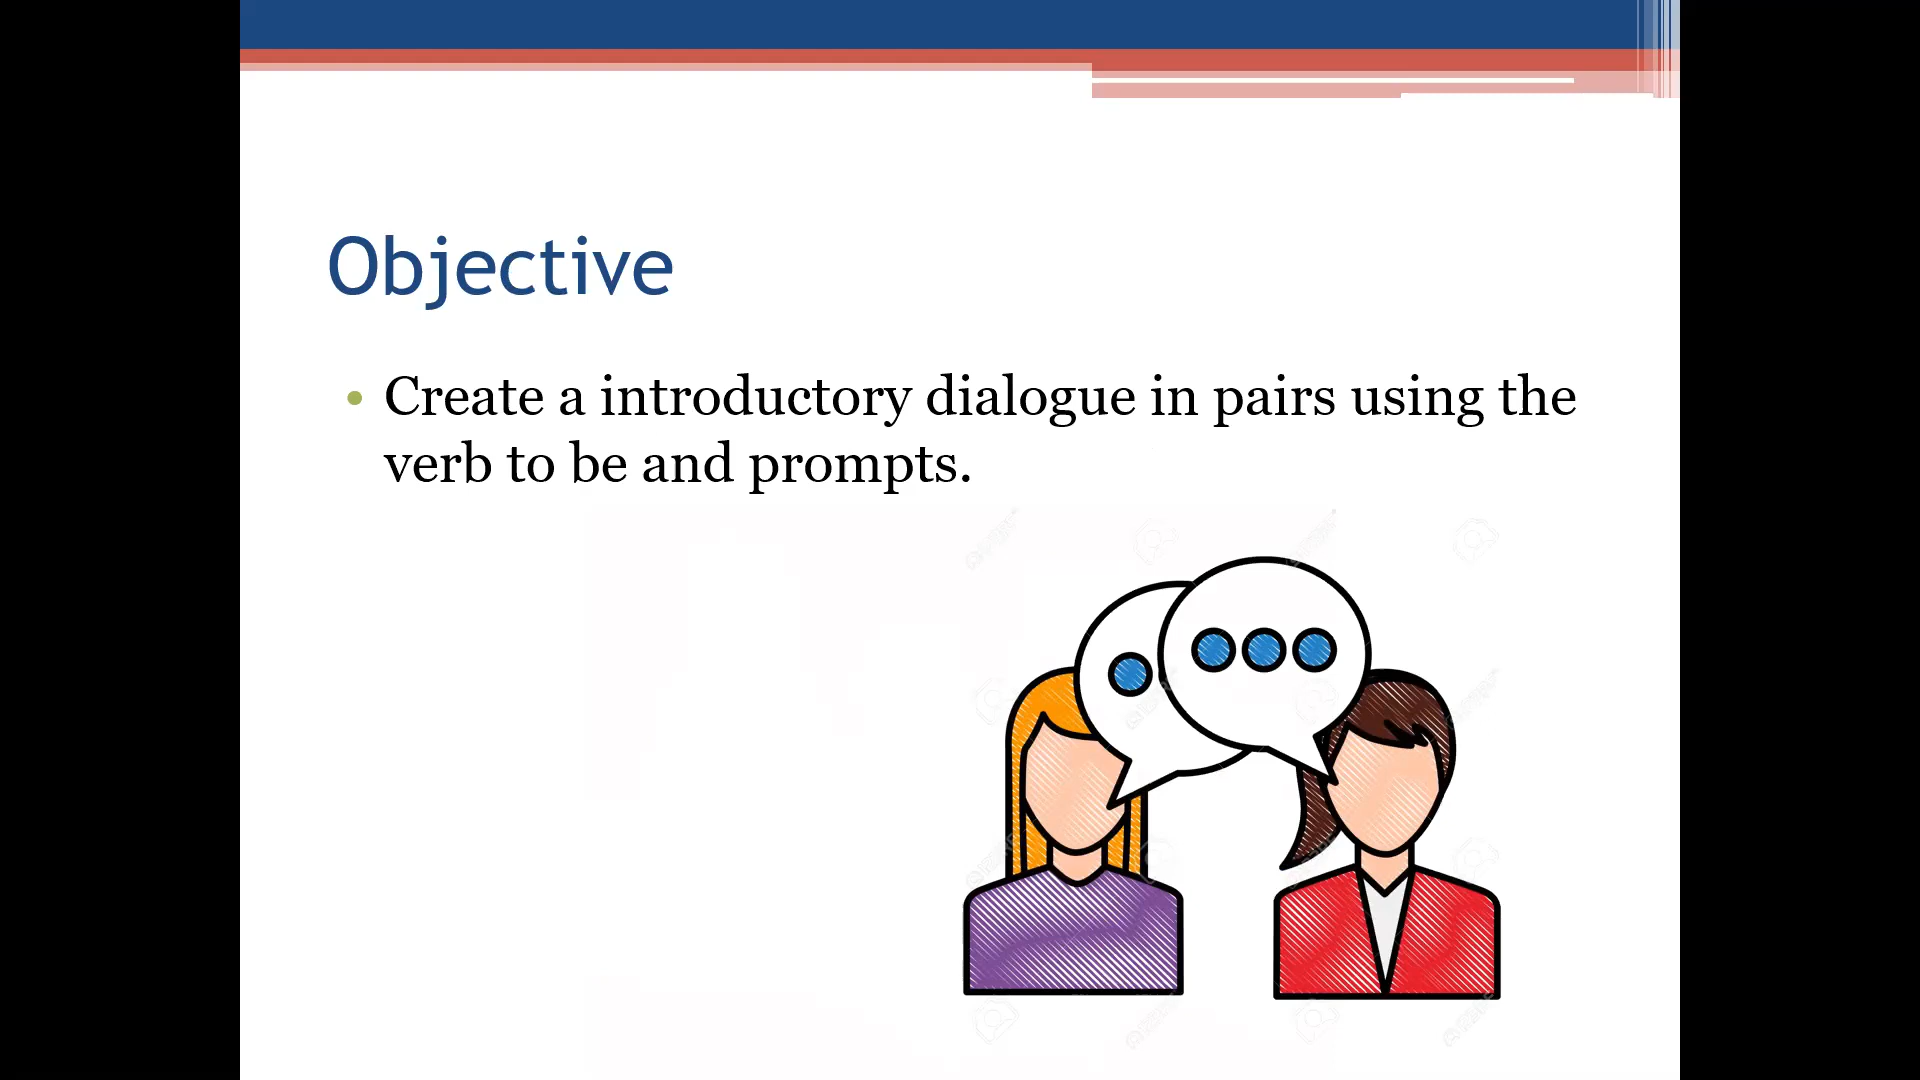 Objective
• Create a introductory dialogue in pairs using the
verb to be and prompts.